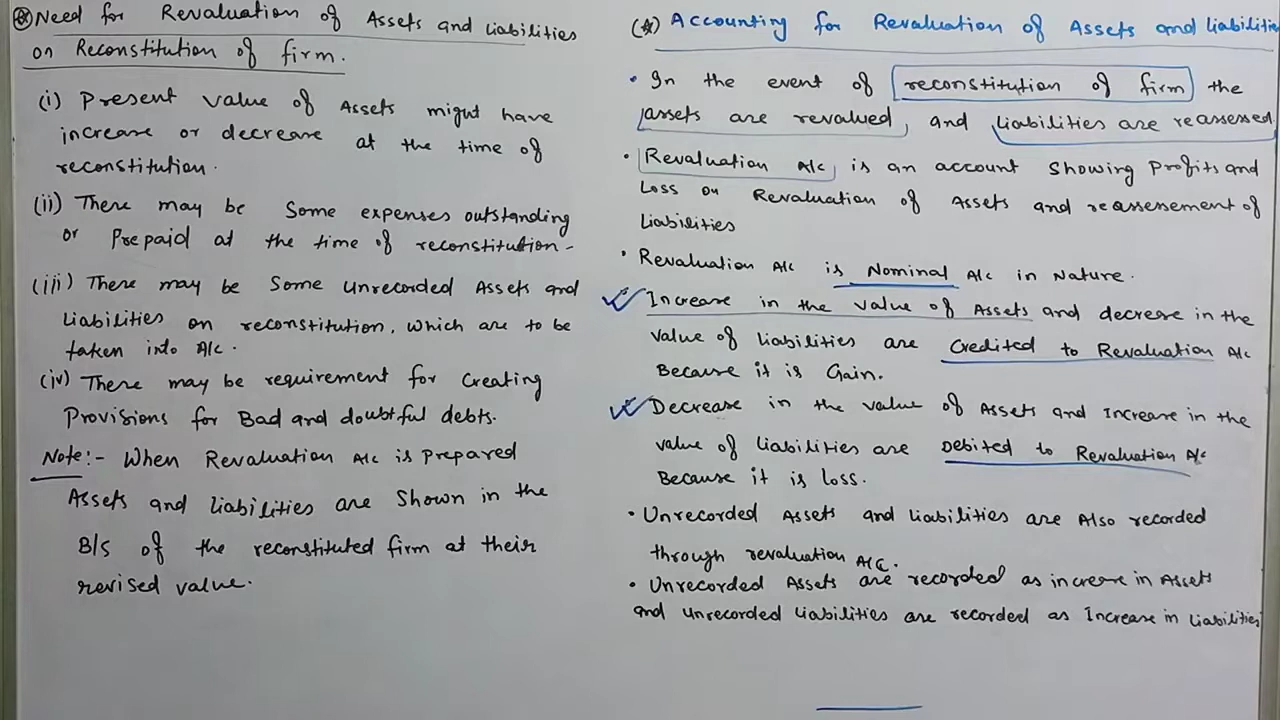 Need for Revaluation of Assets and Liabilities
on Reconstitution of firm.
(i) Present value of Assets might have
increase or decrease at the time of
reconstitution.
(ii) There may be Some expenses outstanding
or Prepaid at the time of reconstitution-
(iii) There may be Some unrecorded Assets and
Liabilities on reconstitution, which are to be
taken into A/c.
(iv) There may be requirement for Creating
Provisions for Bad and doubtful debts.
Note:- When Revaluation A/c is Prepared
Assets and liabilities are Shown in the
B/s of the reconstituted firm at their
revised value.
(*) Accounting for Revaluation of Assets and liabilities
• In the event of reconstitution of firm the
assets are revalued, and liabilities are reassessed.
• Revaluation A/c is an account Showing Profits and
Loss on Revaluation of Assets and reassessement of
Liabilities
• Revaluation A/c is Nominal A/c in Nature.
Increase in the value of Assets and decrease in the
value of liabilities are Credited to Revaluation A/c
Because it is Gain.
Decrease in the value of Assets and Increase in the
value of liabilities are Debited to Revaluation A/c
Because it is loss.
• Unrecorded Assets and liabilities are Also recorded
through revaluation A/C.
• Unrecorded Assets are recorded as increase in Assets
and unrecorded liabilities are recorded as Increase in liabilities